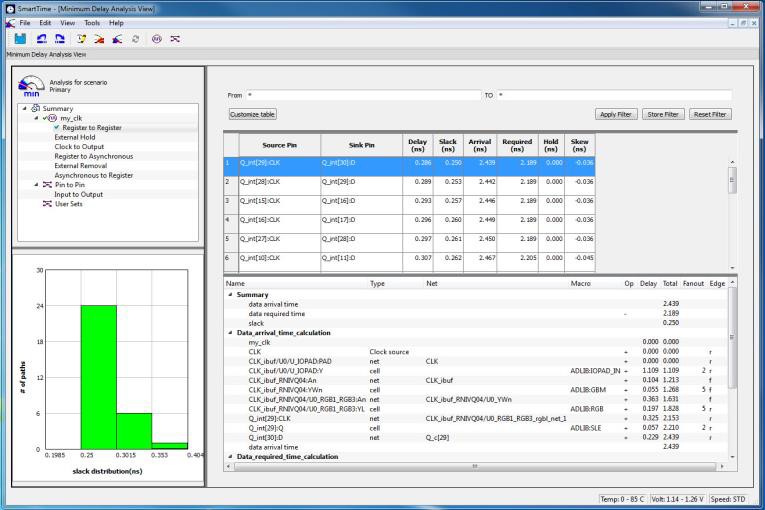 SmartTime - [Minimum Delay Analysis View]
File Edit View Tools Help
Minimum Delay Analysis View
min
Analysis for scenario
Primary
Summary
my_clk
Register to Register
External Hold
Clock to Output
Register to Asynchronous
External Removal
Asynchronous to Register
Pin to Pin
Input to Output
User Sets
From * TO *
Customize table Apply Filter Store Filter Reset Filter
Source Pin Sink Pin Delay (ns) Slack (ns) Arrival (ns) Required (ns) Hold (ns) Skew (ns)
1 Q_int[29]:CLK Q_int[30]:D 0.286 0.250 2.439 2.189 0.000 -0.036
2 Q_int[28]:CLK Q_int[29]:D 0.289 0.253 2.442 2.189 0.000 -0.036
3 Q_int[15]:CLK Q_int[16]:D 0.293 0.257 2.446 2.189 0.000 -0.036
4 Q_int[16]:CLK Q_int[17]:D 0.296 0.260 2.449 2.189 0.000 -0.036
5 Q_int[27]:CLK Q_int[28]:D 0.297 0.261 2.450 2.189 0.000 -0.036
6 Q_int[10]:CLK Q_int[11]:D 0.307 0.262 2.467 2.205 0.000 -0.045
Name Type Net Macro Op Delay Total Fanout Edge
Summary
data arrival time 2.439
data required time - 2.189
slack 0.250
Data_arrival_time_calculation
my_clk 0.000 0.000
CLK Clock source + 0.000 0.000 r
CLK_ibuf/U0/U_IOPAD:PAD net CLK + 0.000 0.000 r
CLK_ibuf/U0/U_IOPAD:Y cell ADLIB:IOPAD_IN + 1.109 1.109 2 r
CLK_ibuf_RNIVQ04:An net CLK_ibuf + 0.104 1.213 f
CLK_ibuf_RNIVQ04:YWn cell ADLIB:GBM + 0.055 1.268 5 f
CLK_ibuf_RNIVQ04/U0_RGB1_RGB3:An net CLK_ibuf_RNIVQ04/U0_YWn + 0.363 1.631 f
CLK_ibuf_RNIVQ04/U0_RGB1_RGB3:YL cell ADLIB:RGB + 0.197 1.828 5 r
Q_int[29]:CLK net CLK_ibuf_RNIVQ04/U0_RGB1_RGB3_rgbl_net_1 + 0.325 2.153 r
Q_int[29]:Q cell ADLIB:SLE + 0.057 2.210 2 r
Q_int[30]:D net Q_c[29] + 0.229 2.439 r
data arrival time 2.439
Data_required_time_calculation
# of paths
30
24
18
12
6
0
0.1985 0.25 0.3015 0.353 0.404
slack distribution(ns)
Temp: 0 - 85 C Volt: 1.14 - 1.26 V Speed: STD